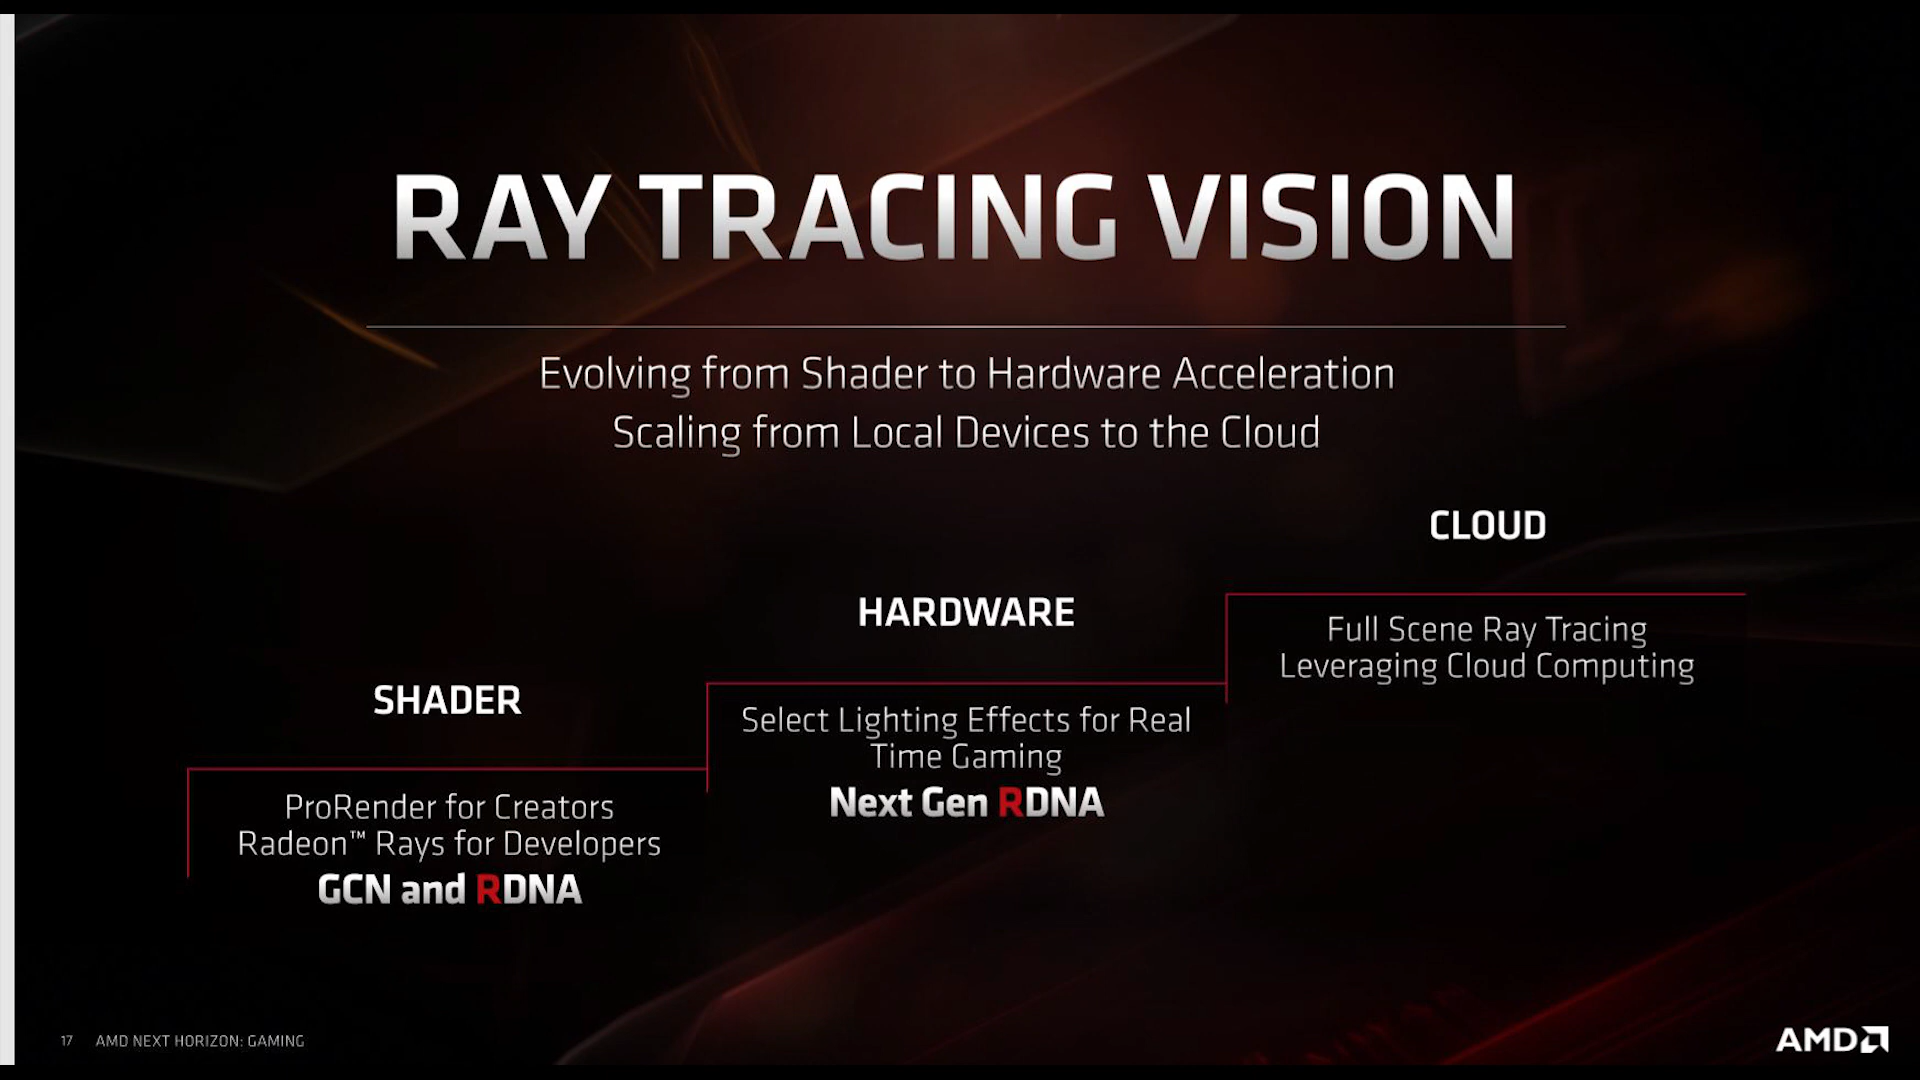 RAY TRACING VISION
Evolving from Shader to Hardware Acceleration
Scaling from Local Devices to the Cloud
SHADER
ProRender for Creators
Radeon™ Rays for Developers
GCN and RDNA
HARDWARE
Select Lighting Effects for Real
Time Gaming
Next Gen RDNA
CLOUD
Full Scene Ray Tracing
Leveraging Cloud Computing
17 AMD NEXT HORIZON: GAMING
AMD